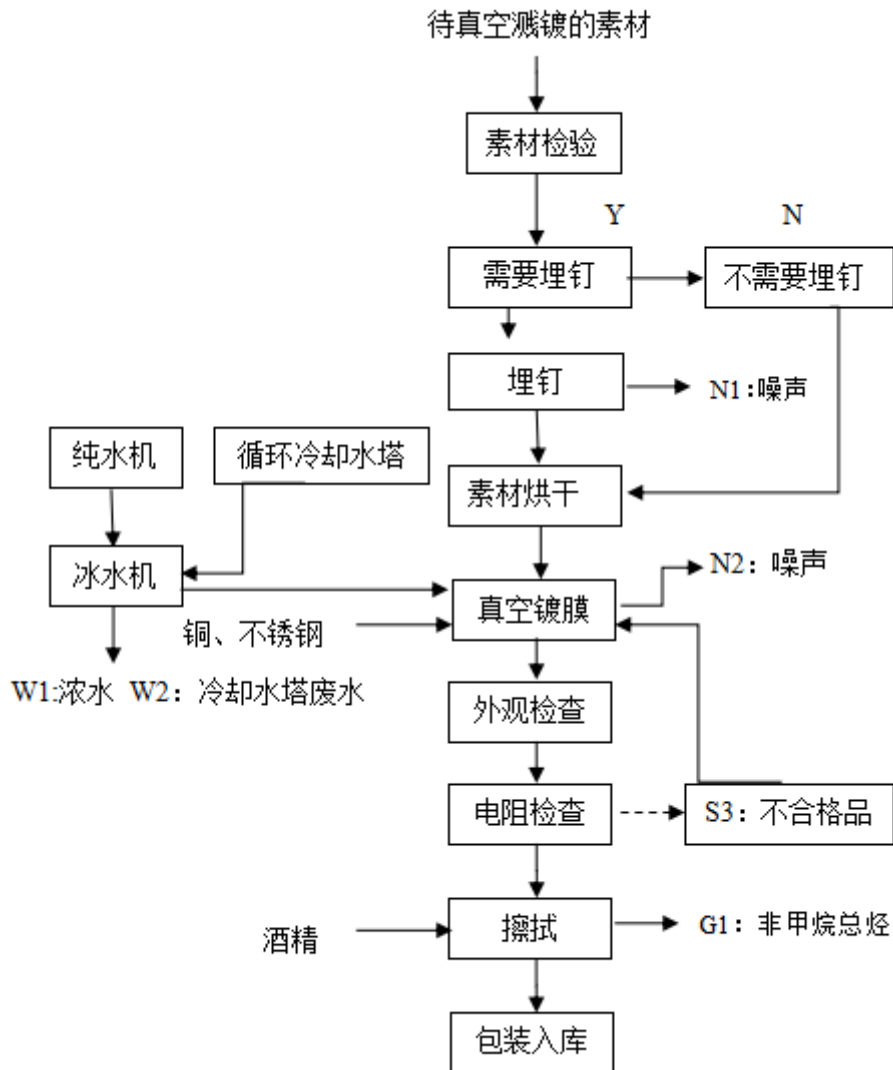 待真空溅镀的素材
素材检验
Y
N
需要埋钉
不需要埋钉
埋钉
N1:噪声
纯水机
循环冷却水塔
素材烘干
冰水机
真空镀膜
N2：噪声
铜、不锈钢
W1:浓水 W2：冷却水塔废水
外观检查
电阻检查
S3：不合格品
酒精
擦拭
G1：非甲烷总烃
包装入库